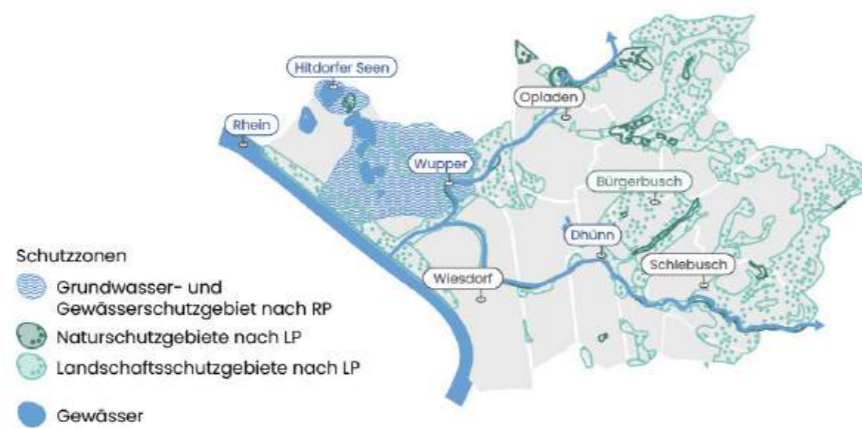 Hitdorfer Seen
Opladen
Rhein
Wupper
Bürgerbusch
Dhünn
Schlebusch
Wiesdorf
Schutzzonen
Grundwasser- und
Gewässerschutzgebiet nach RP
Naturschutzgebiete nach LP
Landschaftsschutzgebiete nach LP
Gewässer